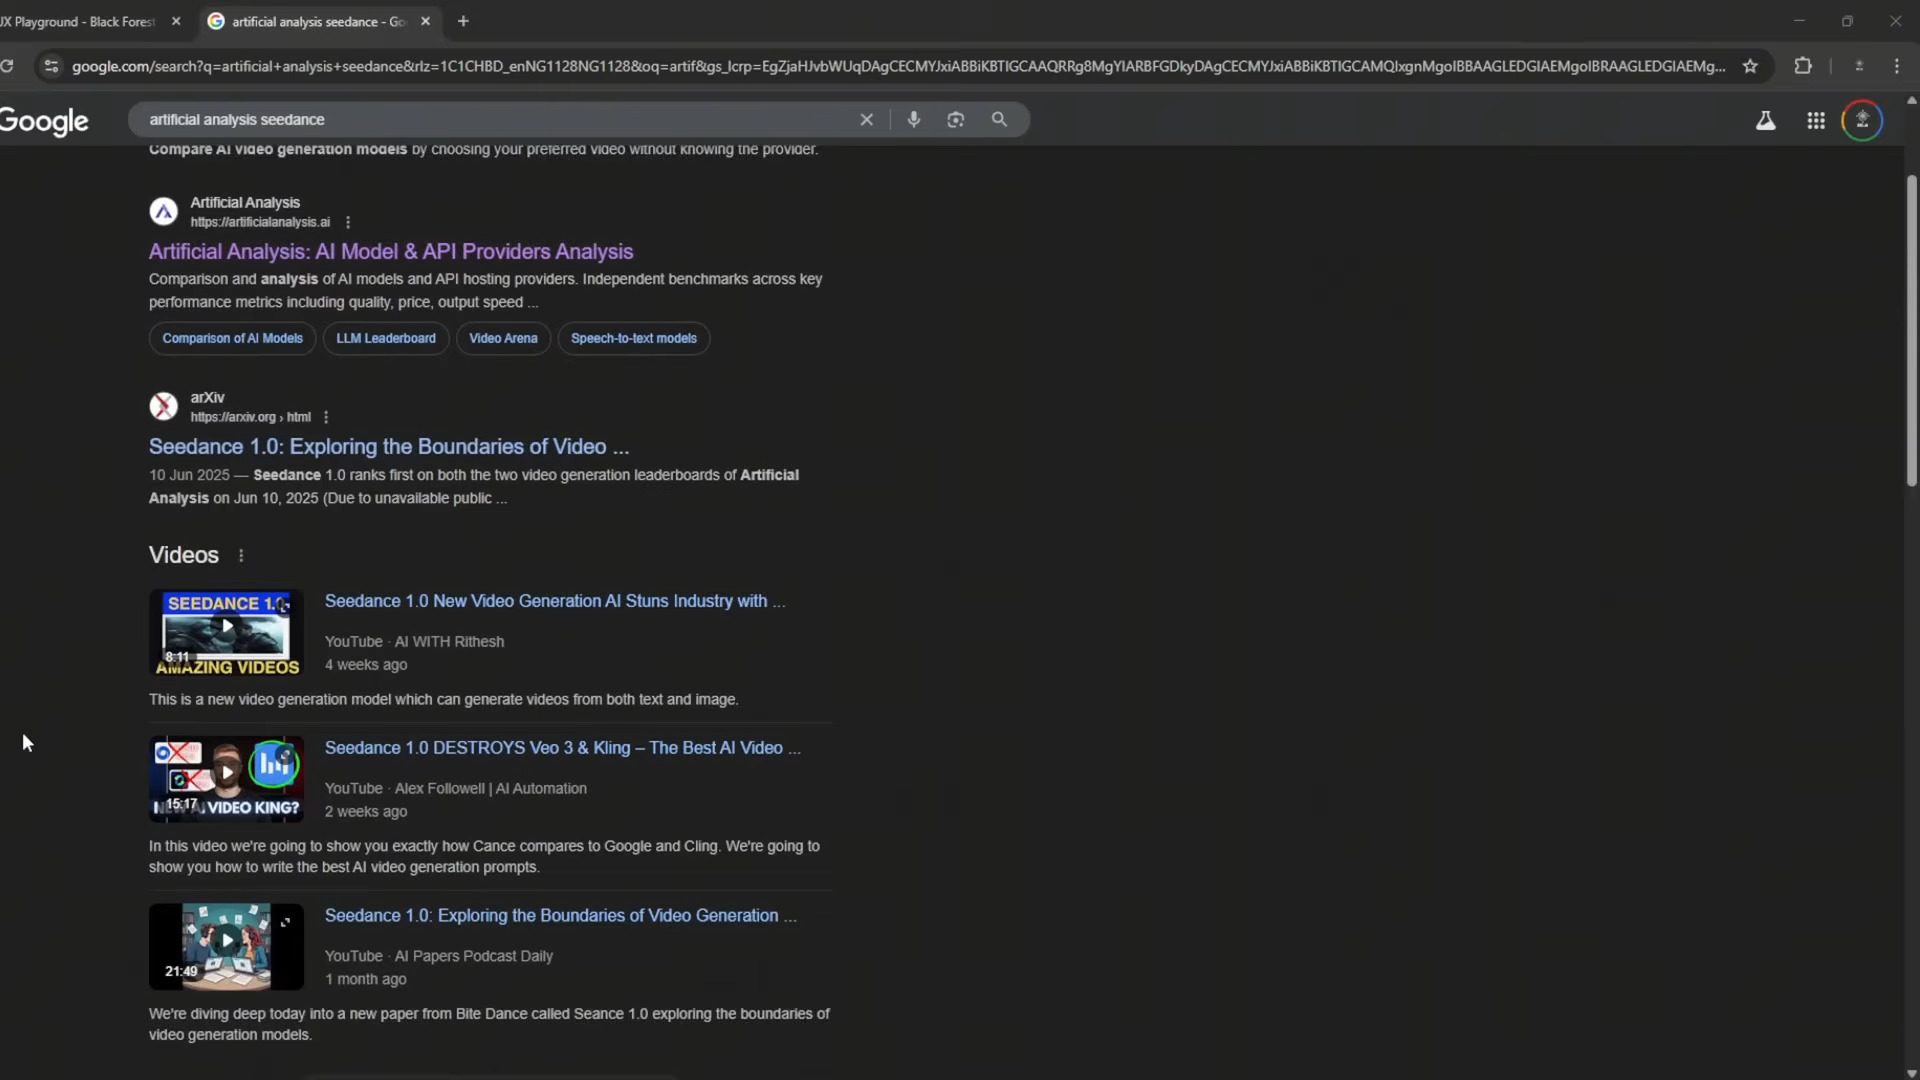 JX Playground - Black Forest
artificial analysis seedance - Go
google.com/search?q=artificial+analysis+seedance&rlz=1C1CHBD_enNG1128NG1128&oq=artif&gs_lcrp=EgZjaHJvbWUqDAgCECMYJxiABBiKBTIGCAAQRRg8MgYIARBFGDkyDAgCECMYJxiABBiKBTIGCAMQIxgnMgoIBBAAGLEDGIAEMgoIBRAAGLEDGIAEMg...
Google
artificial analysis seedance
Compare AI video generation models by choosing your preferred video without knowing the provider.
Artificial Analysis
https://artificialanalysis.ai
Artificial Analysis: AI Model & API Providers Analysis
Comparison and analysis of AI models and API hosting providers. Independent benchmarks across key
performance metrics including quality, price, output speed ...
Comparison of AI Models
LLM Leaderboard
Video Arena
Speech-to-text models
arXiv
https://arxiv.org › html
Seedance 1.0: Exploring the Boundaries of Video ...
10 Jun 2025 — Seedance 1.0 ranks first on both the two video generation leaderboards of Artificial
Analysis on Jun 10, 2025 (Due to unavailable public ...
Videos
SEEDANCE 1.0
8:11
AMAZING VIDEOS
Seedance 1.0 New Video Generation AI Stuns Industry with ...
YouTube · AI WITH Rithesh
4 weeks ago
This is a new video generation model which can generate videos from both text and image.
15:17
VIDEO KING?
Seedance 1.0 DESTROYS Veo 3 & Kling – The Best AI Video ...
YouTube · Alex Followell | AI Automation
2 weeks ago
In this video we're going to show you exactly how Cance compares to Google and Cling. We're going to
show you how to write the best AI video generation prompts.
21:49
Seedance 1.0: Exploring the Boundaries of Video Generation ...
YouTube · AI Papers Podcast Daily
1 month ago
We're diving deep today into a new paper from Bite Dance called Seance 1.0 exploring the boundaries of
video generation models.